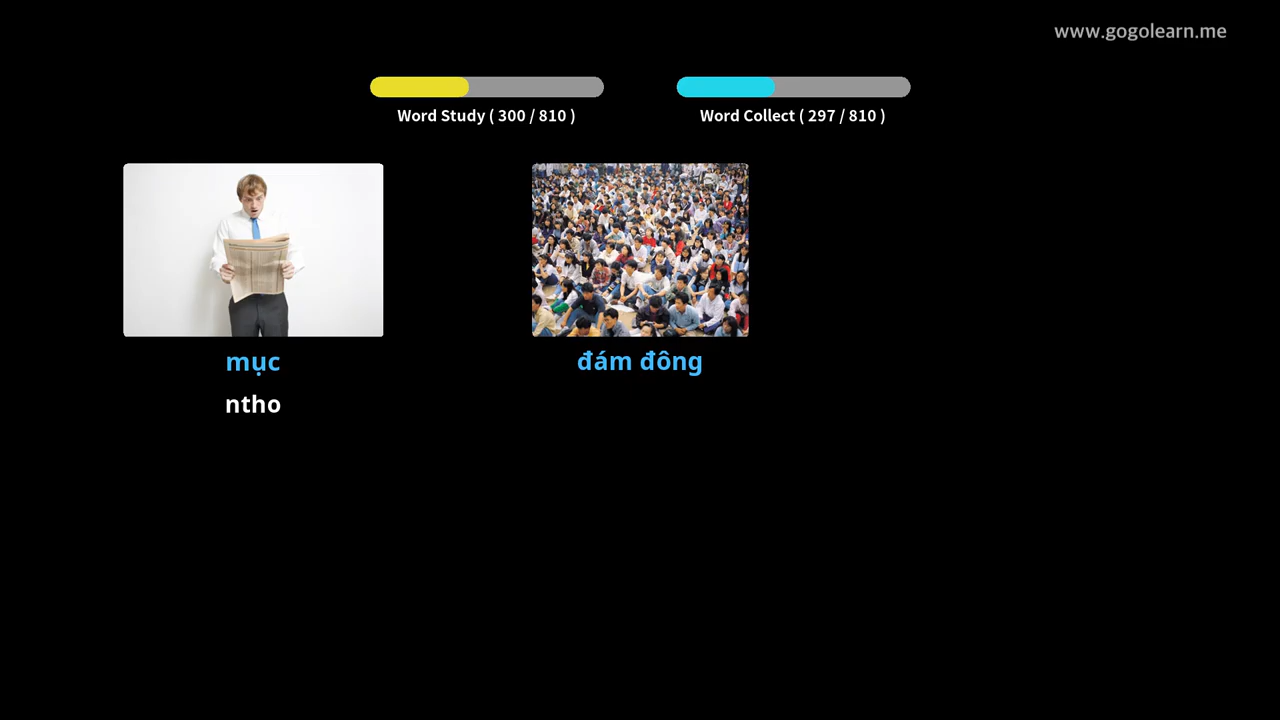 www.gogolearn.me
Word Study ( 300 / 810 )
Word Collect ( 297 / 810 )
mục
đám đông
ntho